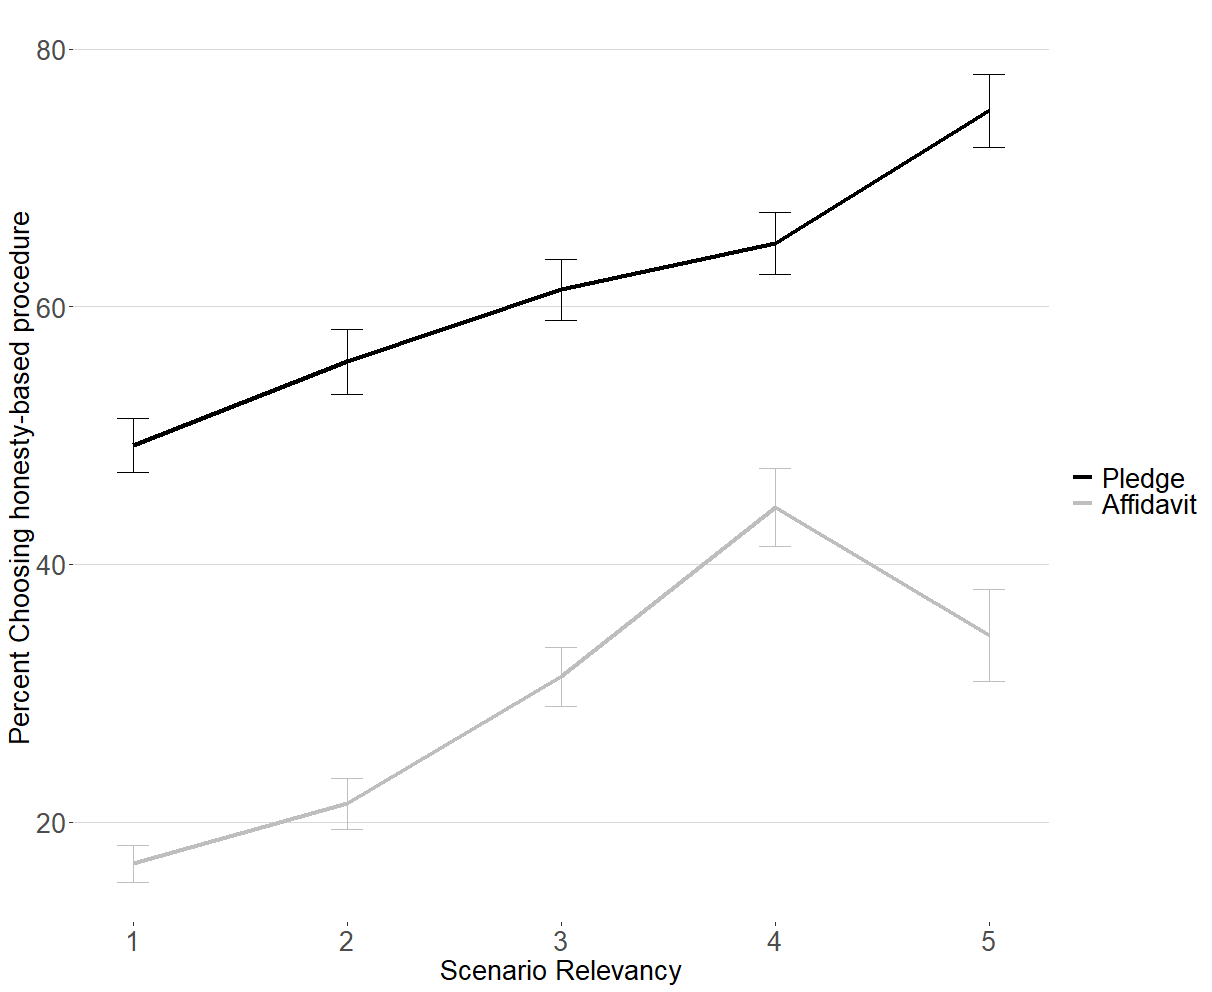 Percent Choosing honesty-based procedure
80
60
40
20
1 2 3 4 5
Scenario Relevancy
Pledge
Affidavit